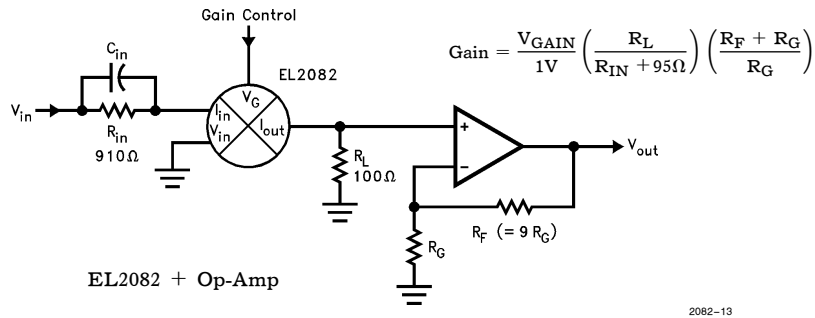 Gain Control
EL2082
Gain = V_GAIN / 1V (R_L / R_IN + 95Ω) (R_F + R_G / R_G)
C_in
V_in
R_in
910Ω
V_G
I_in
V_in
I_out
R_L
100Ω
+
−
V_out
R_F (= 9 R_G)
R_G
EL2082 + Op-Amp
2082−13